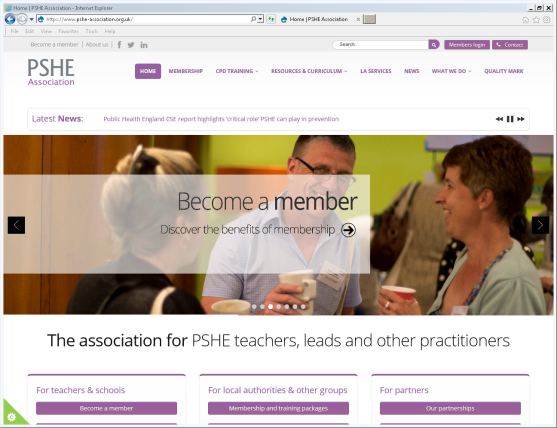 Home | PSHE Association - Internet Explorer
https://www.pshe-association.org.uk/
Home | PSHE Association
File Edit View Favorites Tools Help
Become a member | About us |
Search...
Members login
Contact
PSHE
Association
HOME MEMBERSHIP CPD TRAINING RESOURCES & CURRICULUM LA SERVICES NEWS WHAT WE DO QUALITY MARK
Latest News: Public Health England CSE report highlights 'critical role' PSHE can play in prevention
Become a member
Discover the benefits of membership
The association for PSHE teachers, leads and other practitioners
For teachers & schools
Become a member
For local authorities & other groups
Membership and training packages
For partners
Our partnerships